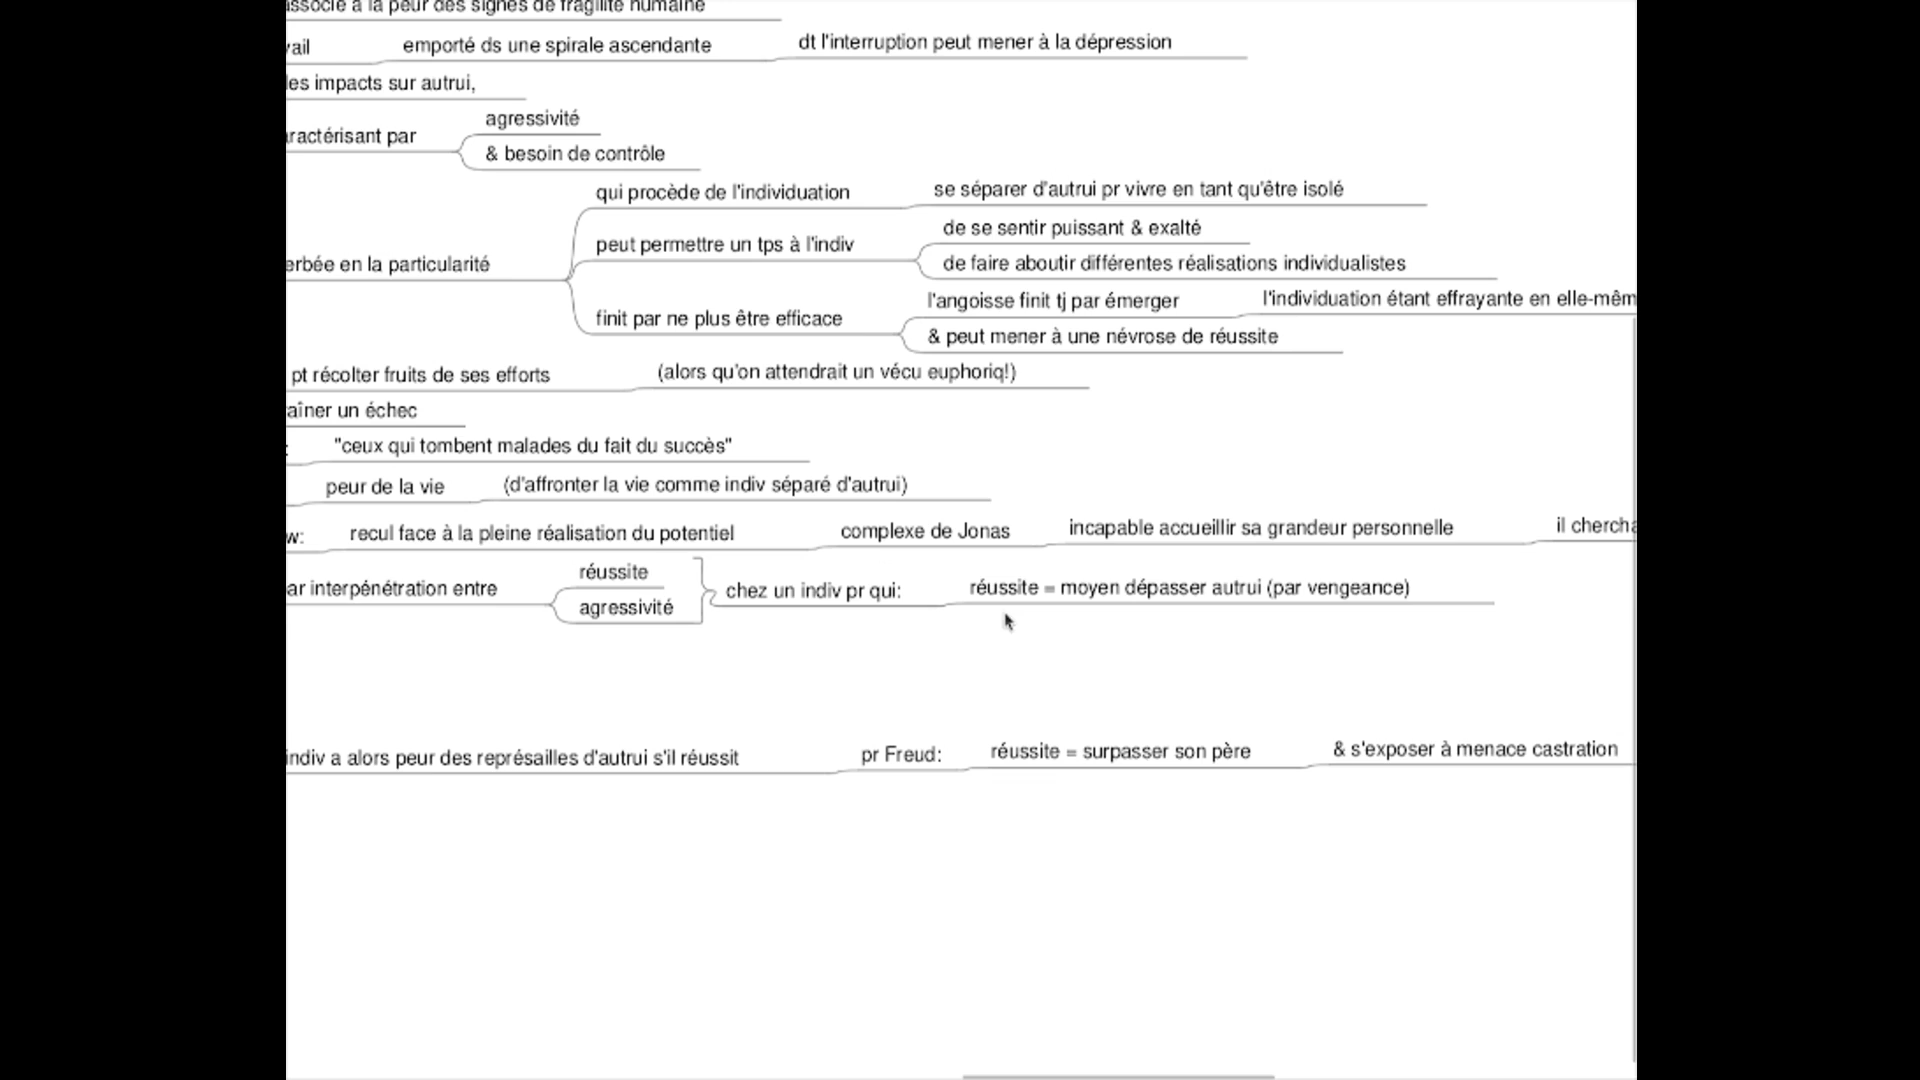 associé à la peur des signes de fragilité humaine
vail emporté ds une spirale ascendante dt l'interruption peut mener à la dépression
les impacts sur autrui,
ractérisant par
agressivité
& besoin de contrôle
erbée en la particularité
qui procède de l'individuation se séparer d'autrui pr vivre en tant qu'être isolé
peut permettre un tps à l'indiv
de se sentir puissant & exalté
de faire aboutir différentes réalisations individualistes
finit par ne plus être efficace
l'angoisse finit tj par émerger l'individuation étant effrayante en elle-mêm
& peut mener à une névrose de réussite
pt récolter fruits de ses efforts (alors qu'on attendrait un vécu euphoriq!)
raîner un échec
: "ceux qui tombent malades du fait du succès"
peur de la vie (d'affronter la vie comme indiv séparé d'autrui)
w: recul face à la pleine réalisation du potentiel complexe de Jonas incapable accueillir sa grandeur personnelle il chercha
ar interpénétration entre
réussite
agressivité
chez un indiv pr qui: réussite = moyen dépasser autrui (par vengeance)
indiv a alors peur des représailles d'autrui s'il réussit pr Freud: réussite = surpasser son père & s'exposer à menace castration